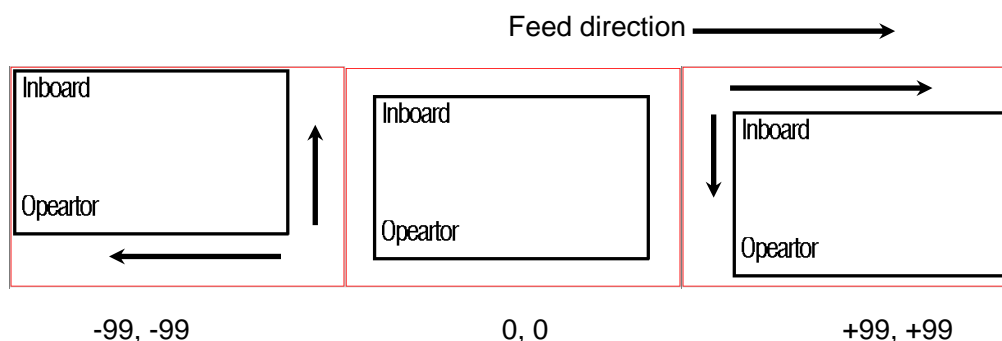 Feed direction
Inboard
Opeartor
Inboard
Opeartor
Inboard
Opeartor
-99, -99
0, 0
+99, +99